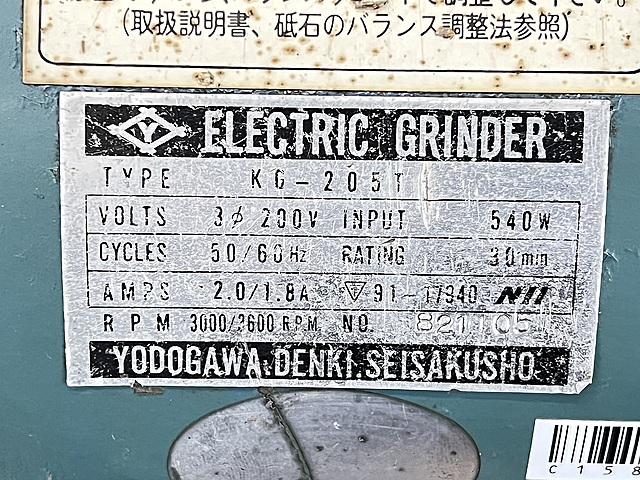 (取扱説明書、砥石のバランス調整法参照)
Y ELECTRIC GRINDER
TYPE KG-205T
VOLTS 3φ 200V INPUT 540W
CYCLES 50/60Hz RATING 30min
AMPS 2.0/1.8A ▽91-17940
RPM 3000/3600RPM NO. 821105
YODOGAWA.DENKI.SEISAKUSHO.
C158